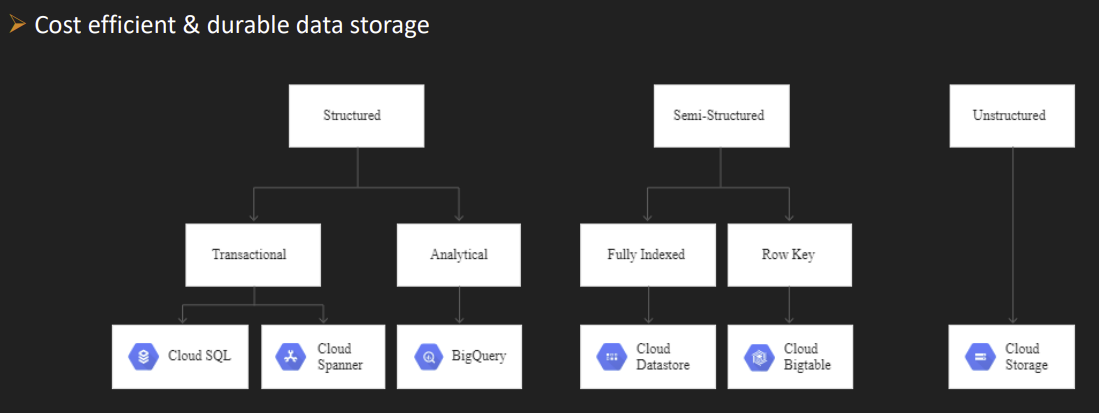 Cost efficient & durable data storage
Structured
Semi-Structured
Unstructured
Transactional
Analytical
Fully Indexed
Row Key
Cloud SQL
Cloud
Spanner
BigQuery
Cloud
Datastore
Cloud
Bigtable
Cloud
Storage